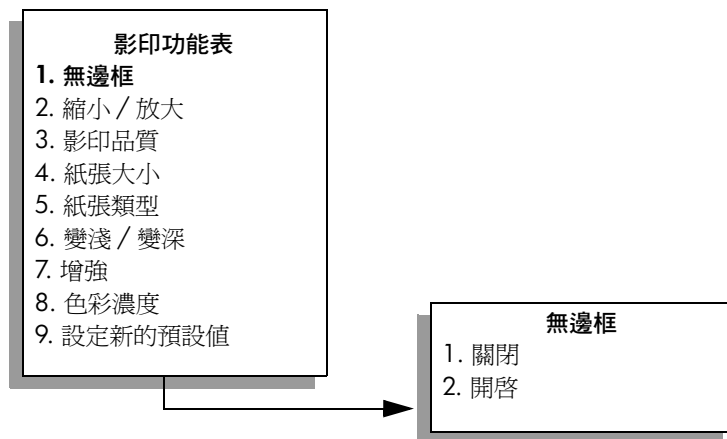 影印功能表
1. 無邊框
2. 縮小 / 放大
3. 影印品質
4. 紙張大小
5. 紙張類型
6. 變淺 / 變深
7. 增強
8. 色彩濃度
9. 設定新的預設值
無邊框
1. 關閉
2. 開啓